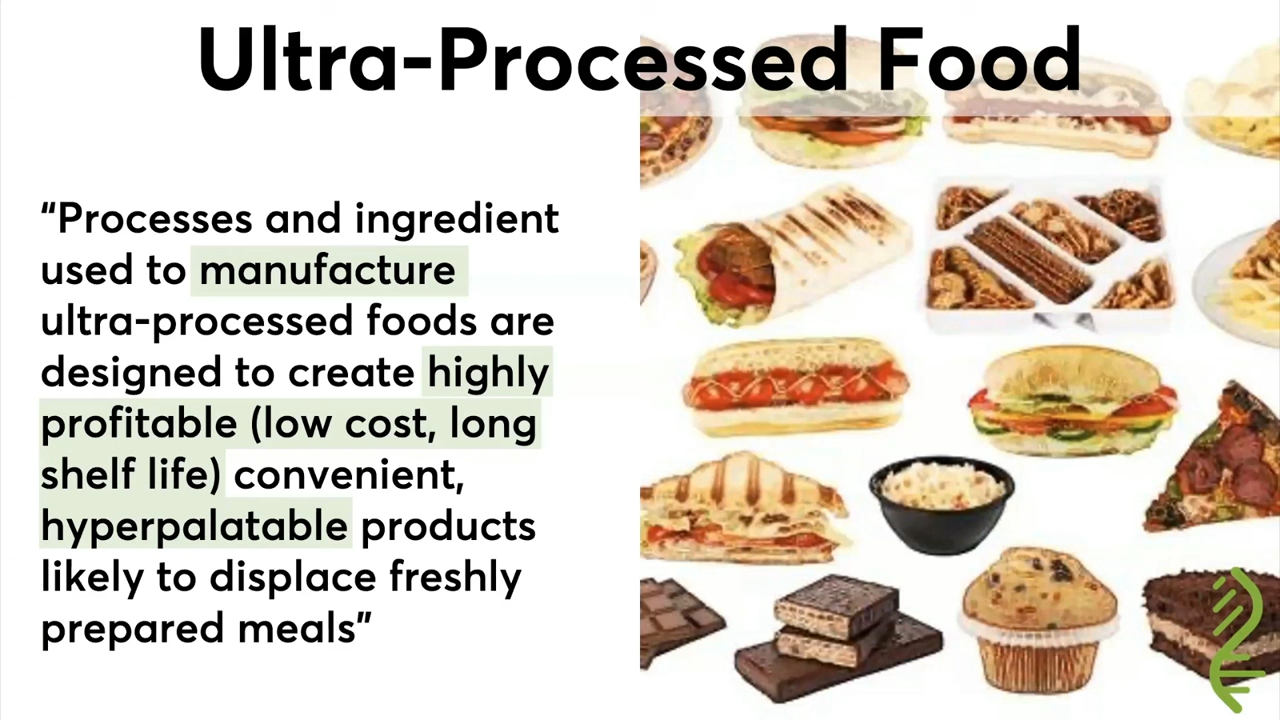 Ultra-Processed Food
“Processes and ingredient
used to manufacture
ultra-processed foods are
designed to create highly
profitable (low cost, long
shelf life) convenient,
hyperpalatable products
likely to displace freshly
prepared meals”